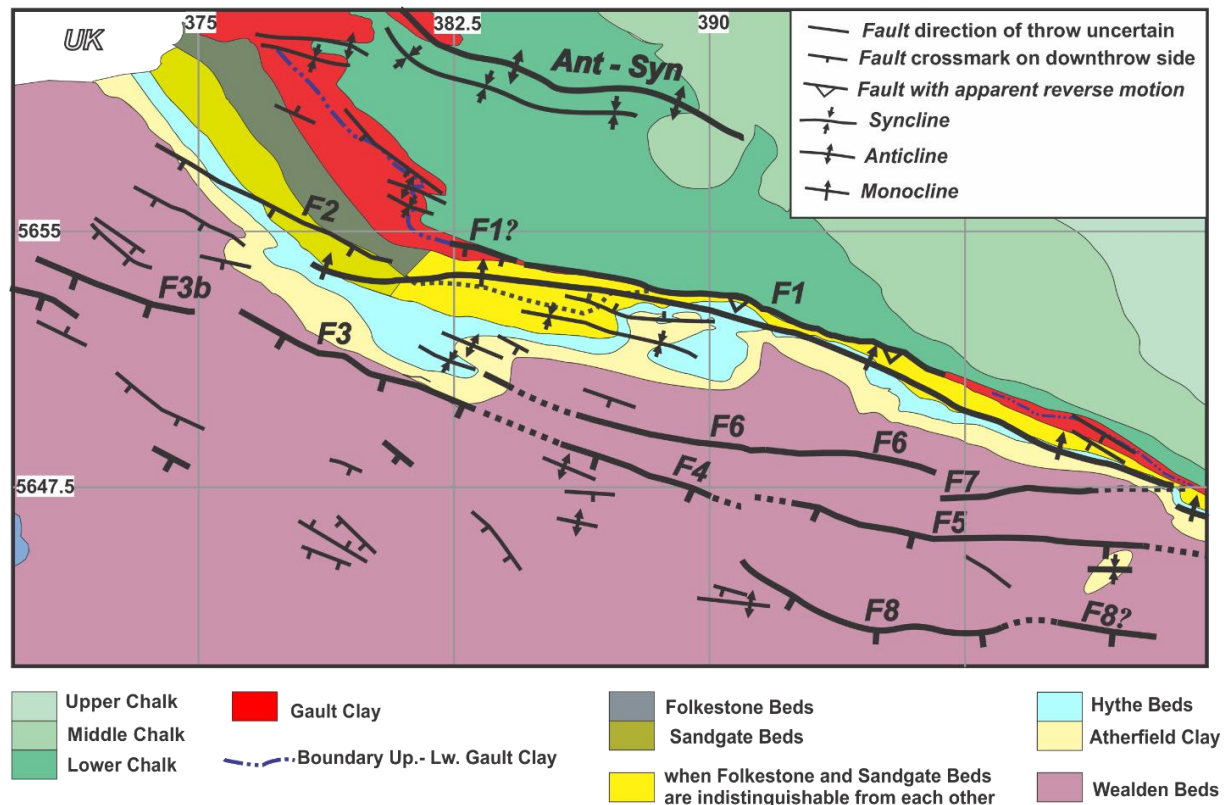 375
382.5
390
UK
Ant - Syn
Fault direction of throw uncertain
Fault crossmark on downthrow side
Fault with apparent reverse motion
Syncline
Anticline
Monocline
5655
F2
F1?
F1
F3b
F3
F6
F6
F4
F7
5647.5
F5
F8
F8?
Upper Chalk
Middle Chalk
Lower Chalk
Gault Clay
Boundary Up.- Lw. Gault Clay
Folkestone Beds
Sandgate Beds
when Folkestone and Sandgate Beds
are indistinguishable from each other
Hythe Beds
Atherfield Clay
Wealden Beds